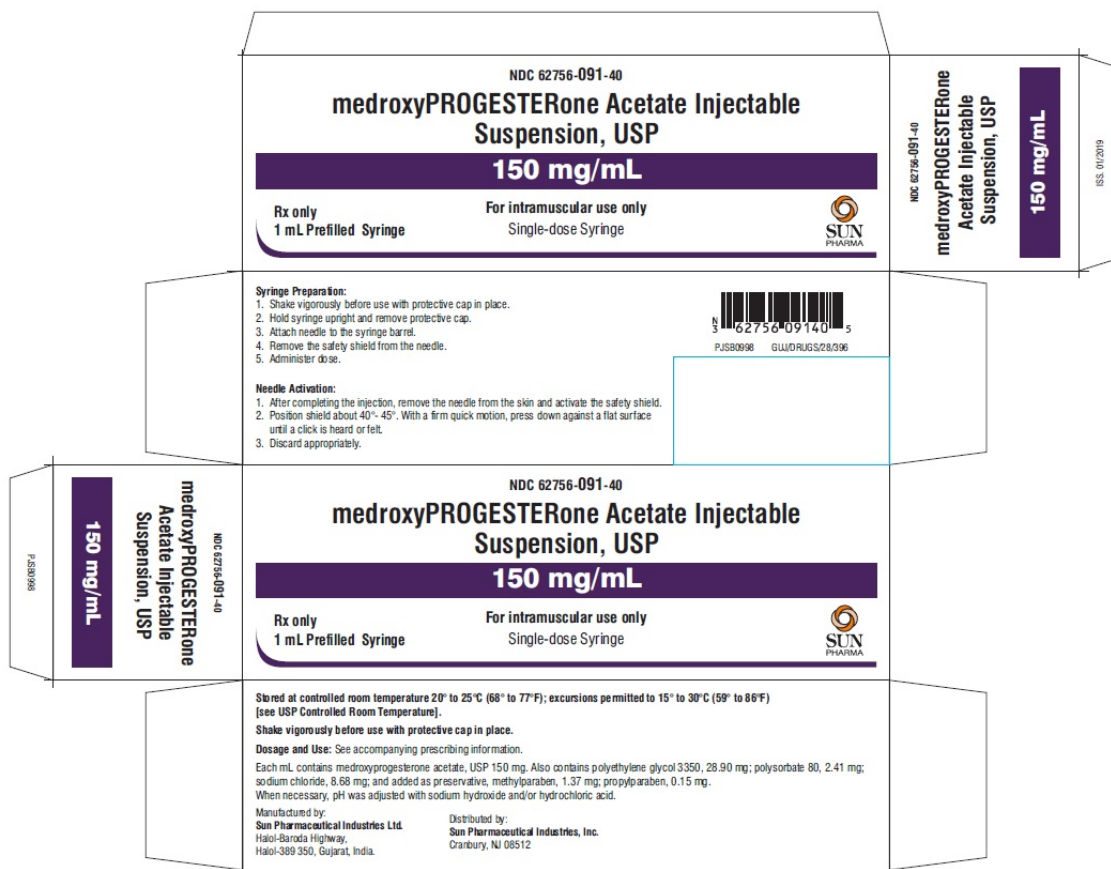 NDC 62756-091-40
medroxyPROGESTERone Acetate Injectable
Suspension, USP
150 mg/mL
Rx only
1 mL Prefilled Syringe
For intramuscular use only
Single-dose Syringe
SUN
PHARMA
NDC 62756-091-40
medroxyPROGESTERone
Acetate Injectable
Suspension, USP
150 mg/mL
ISS. 01/2019
Syringe Preparation:
1. Shake vigorously before use with protective cap in place.
2. Hold syringe upright and remove protective cap.
3. Attach needle to the syringe barrel.
4. Remove the safety shield from the needle.
5. Administer dose.
Needle Activation:
1. After completing the injection, remove the needle from the skin and activate the safety shield.
2. Position shield about 40°- 45°. With a firm quick motion, press down against a flat surface
until a click is heard or felt.
3. Discard appropriately.
N
3 62756 09140 5
PJSB0998 GUJ/DRUGS/28/396
NDC 62756-091-40
medroxyPROGESTERone
Acetate Injectable
Suspension, USP
150 mg/mL
PJSB0998
NDC 62756-091-40
medroxyPROGESTERone Acetate Injectable
Suspension, USP
150 mg/mL
Rx only
1 mL Prefilled Syringe
For intramuscular use only
Single-dose Syringe
SUN
PHARMA
Stored at controlled room temperature 20° to 25°C (68° to 77°F); excursions permitted to 15° to 30°C (59° to 86°F)
[see USP Controlled Room Temperature].
Shake vigorously before use with protective cap in place.
Dosage and Use: See accompanying prescribing information.
Each mL contains medroxyprogesterone acetate, USP 150 mg. Also contains polyethylene glycol 3350, 28.90 mg; polysorbate 80, 2.41 mg;
sodium chloride, 8.68 mg; and added as preservative, methylparaben, 1.37 mg; propylparaben, 0.15 mg.
When necessary, pH was adjusted with sodium hydroxide and/or hydrochloric acid.
Manufactured by:
Sun Pharmaceutical Industries Ltd.
Halol-Baroda Highway,
Halol-389 350, Gujarat, India.
Distributed by:
Sun Pharmaceutical Industries, Inc.
Cranbury, NJ 08512